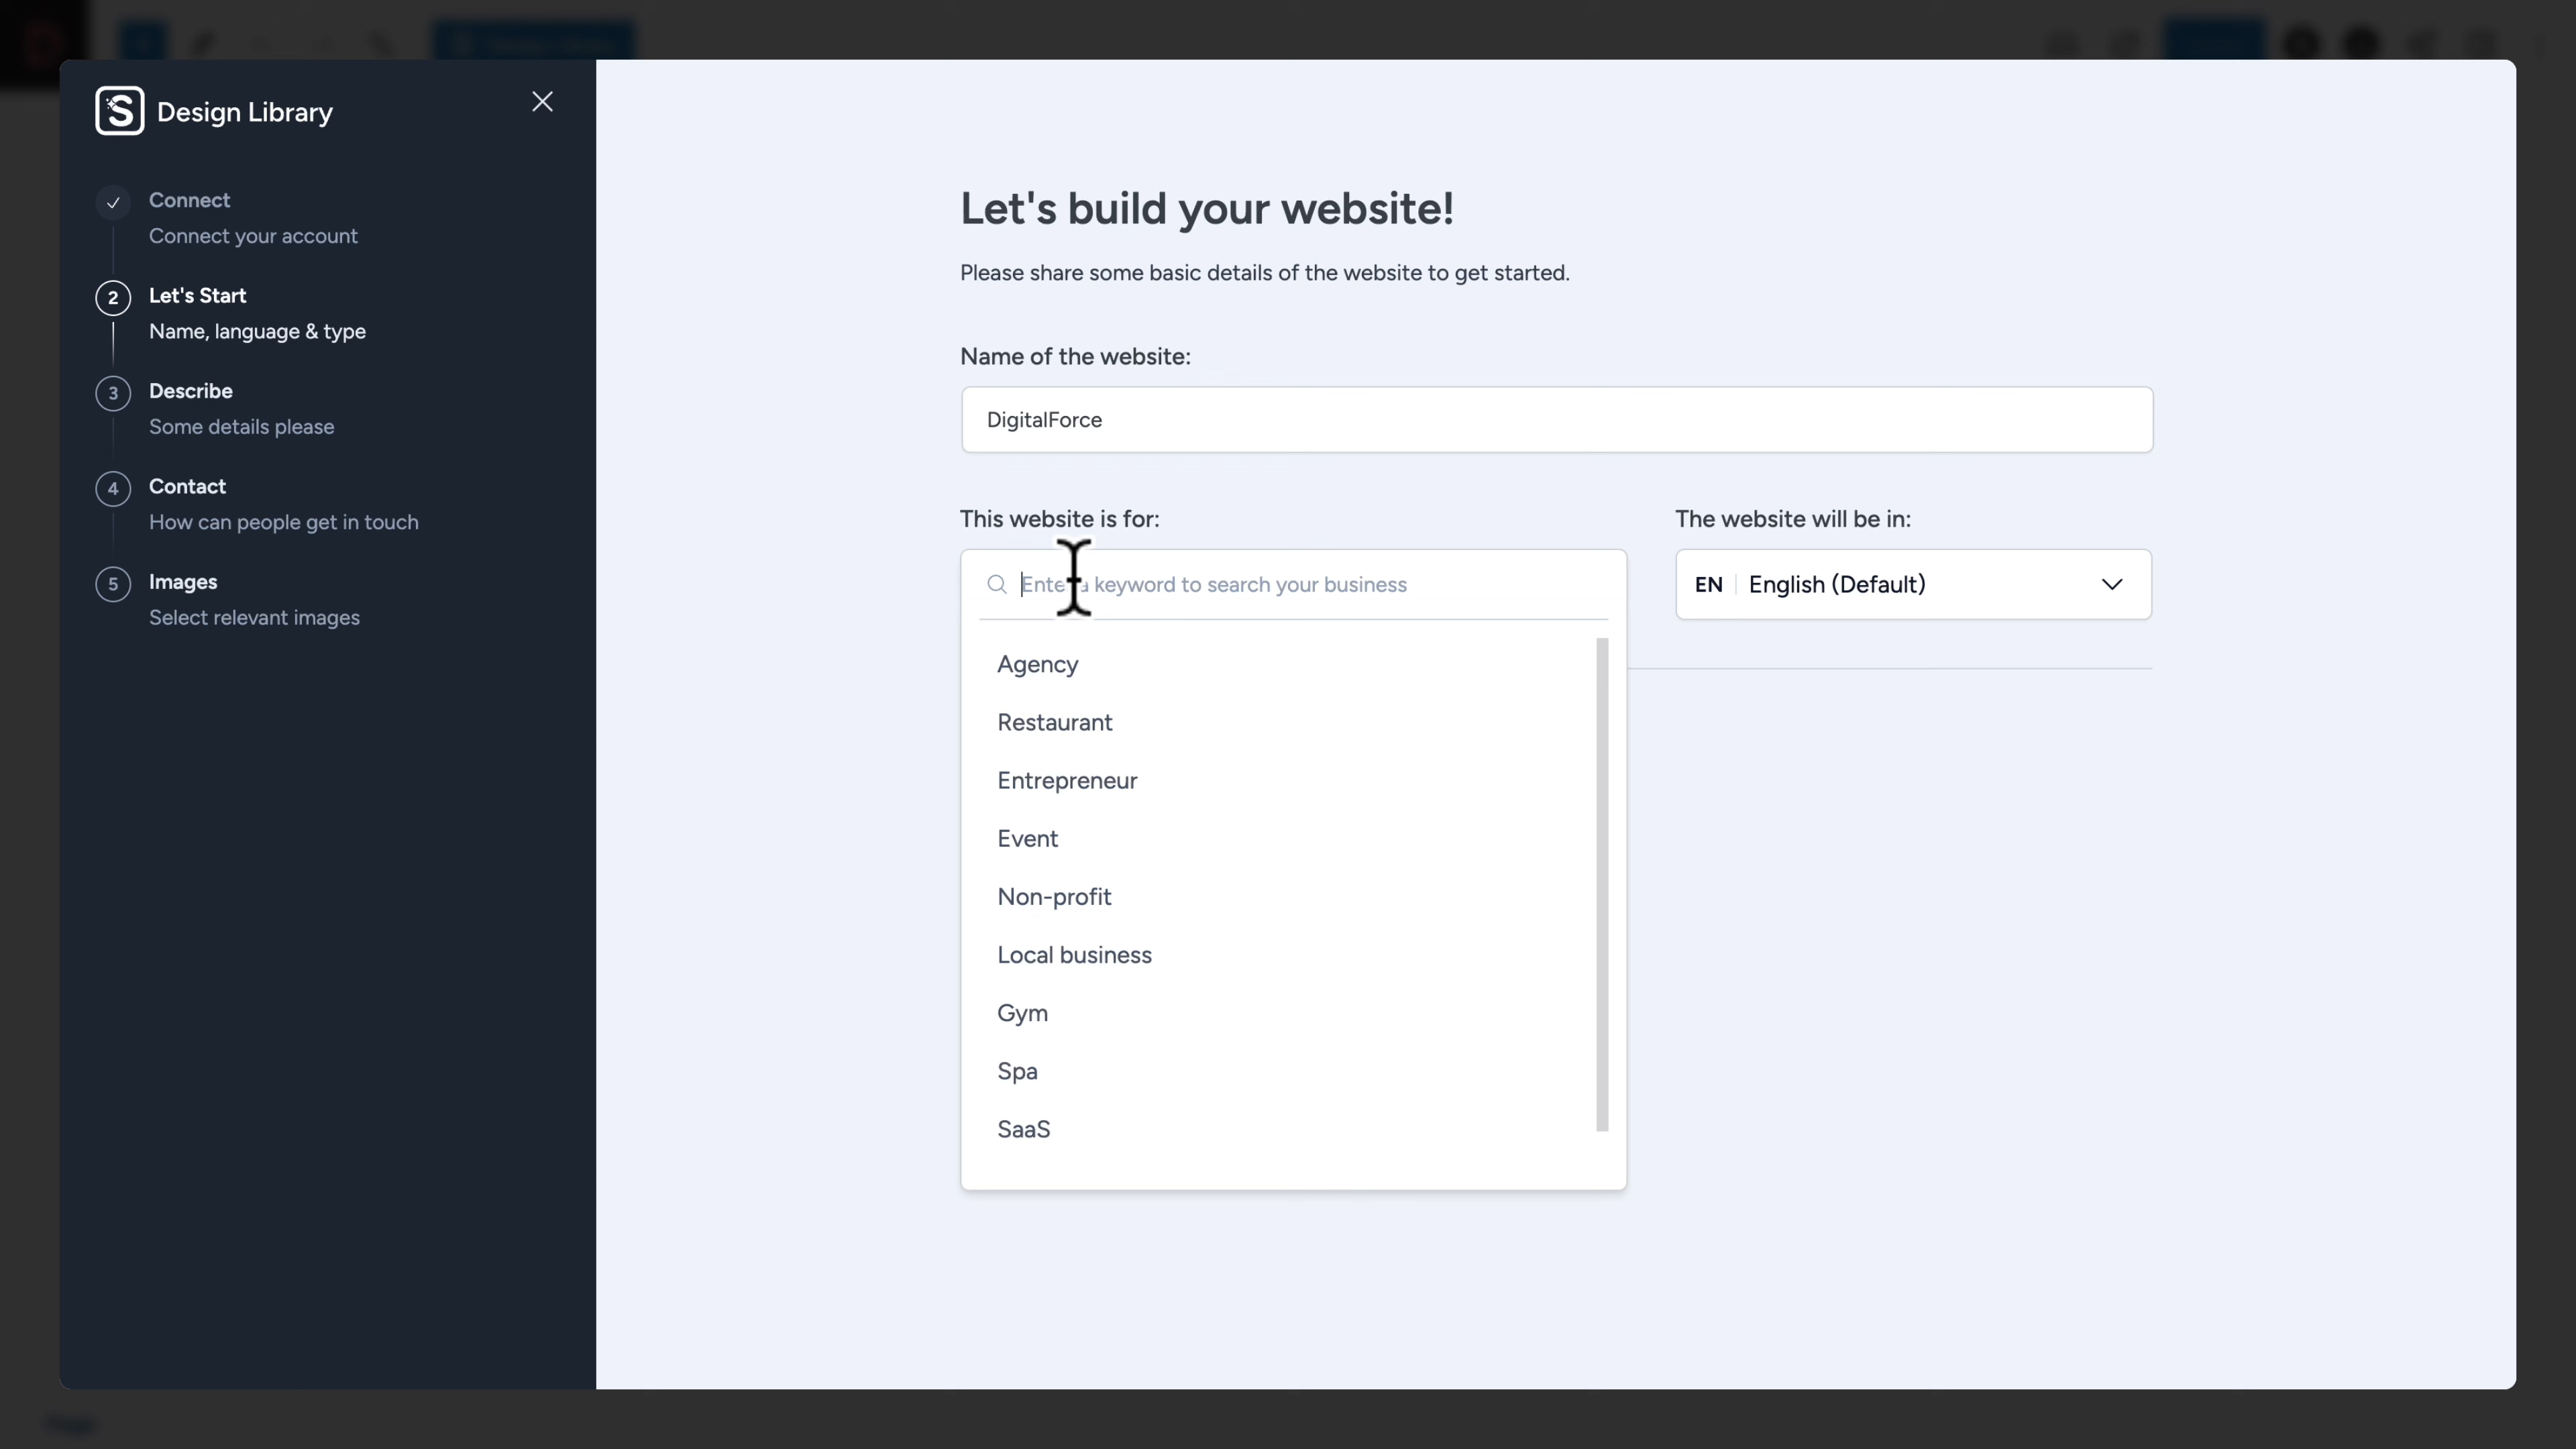 Design Library
Connect
Connect your account
2
Let's Start
Name, language & type
3
Describe
Some details please
4
Contact
How can people get in touch
5
Images
Select relevant images
Let's build your website!
Please share some basic details of the website to get started.
Name of the website:
DigitalForce
This website is for:
Enter a keyword to search your business
Agency
Restaurant
Entrepreneur
Event
Non-profit
Local business
Gym
Spa
SaaS
The website will be in:
EN English (Default)